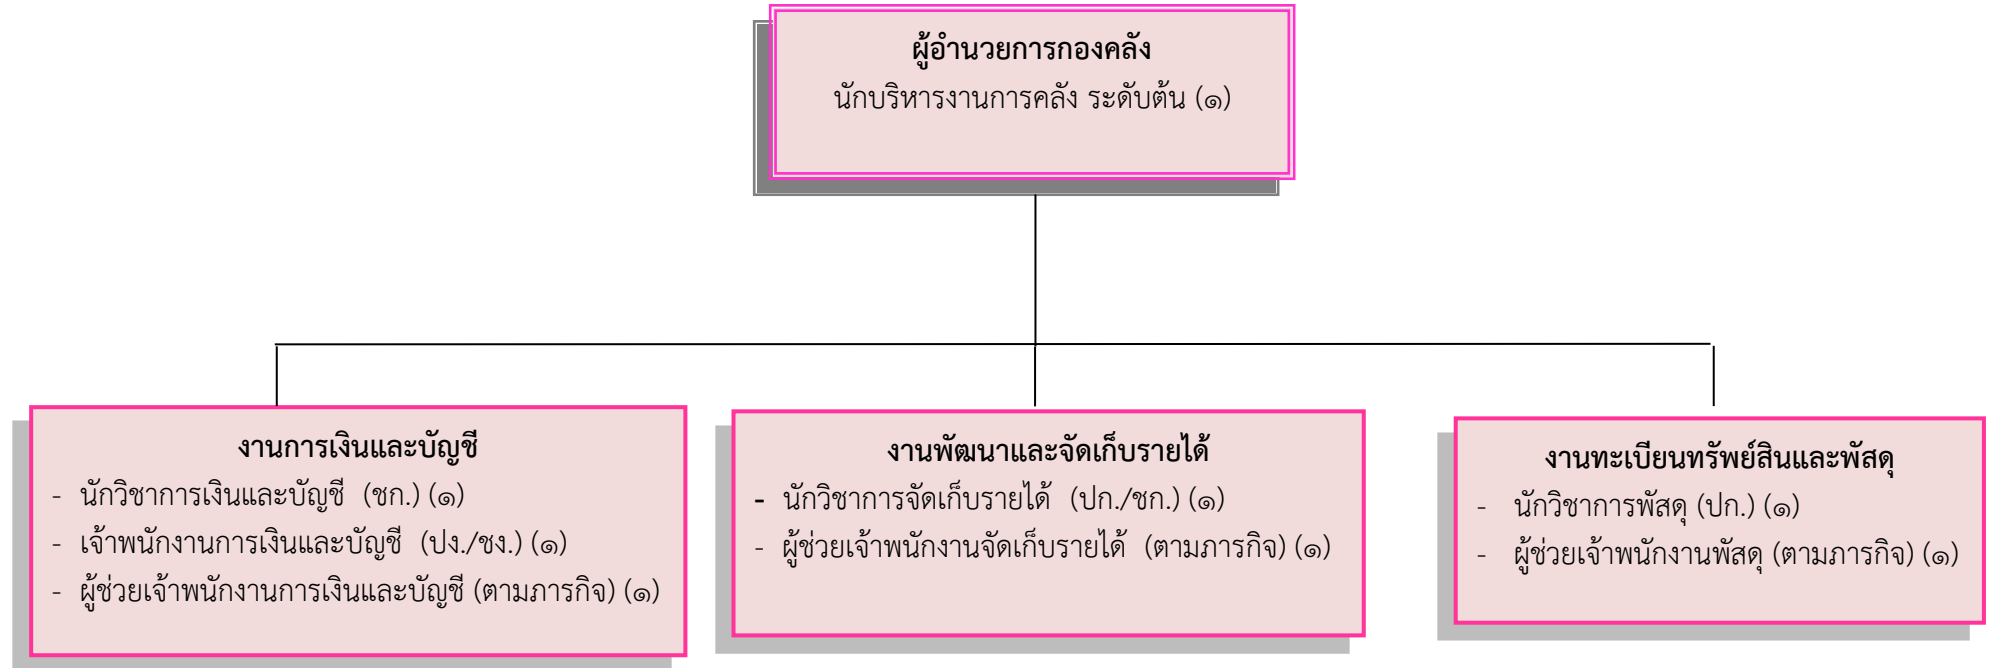 ผู้อำนวยการกองคลัง
นักบริหารงานการคลัง ระดับต้น (๑)
งานการเงินและบัญชี
- นักวิชาการเงินและบัญชี (ชก.) (๑)
- เจ้าพนักงานการเงินและบัญชี (ปง./ชง.) (๑)
- ผู้ช่วยเจ้าพนักงานการเงินและบัญชี (ตามภารกิจ) (๑)
งานพัฒนาและจัดเก็บรายได้
- นักวิชาการจัดเก็บรายได้ (ปก./ชก.) (๑)
- ผู้ช่วยเจ้าพนักงานจัดเก็บรายได้ (ตามภารกิจ) (๑)
งานทะเบียนทรัพย์สินและพัสดุ
- นักวิชาการพัสดุ (ปก.) (๑)
- ผู้ช่วยเจ้าพนักงานพัสดุ (ตามภารกิจ) (๑)